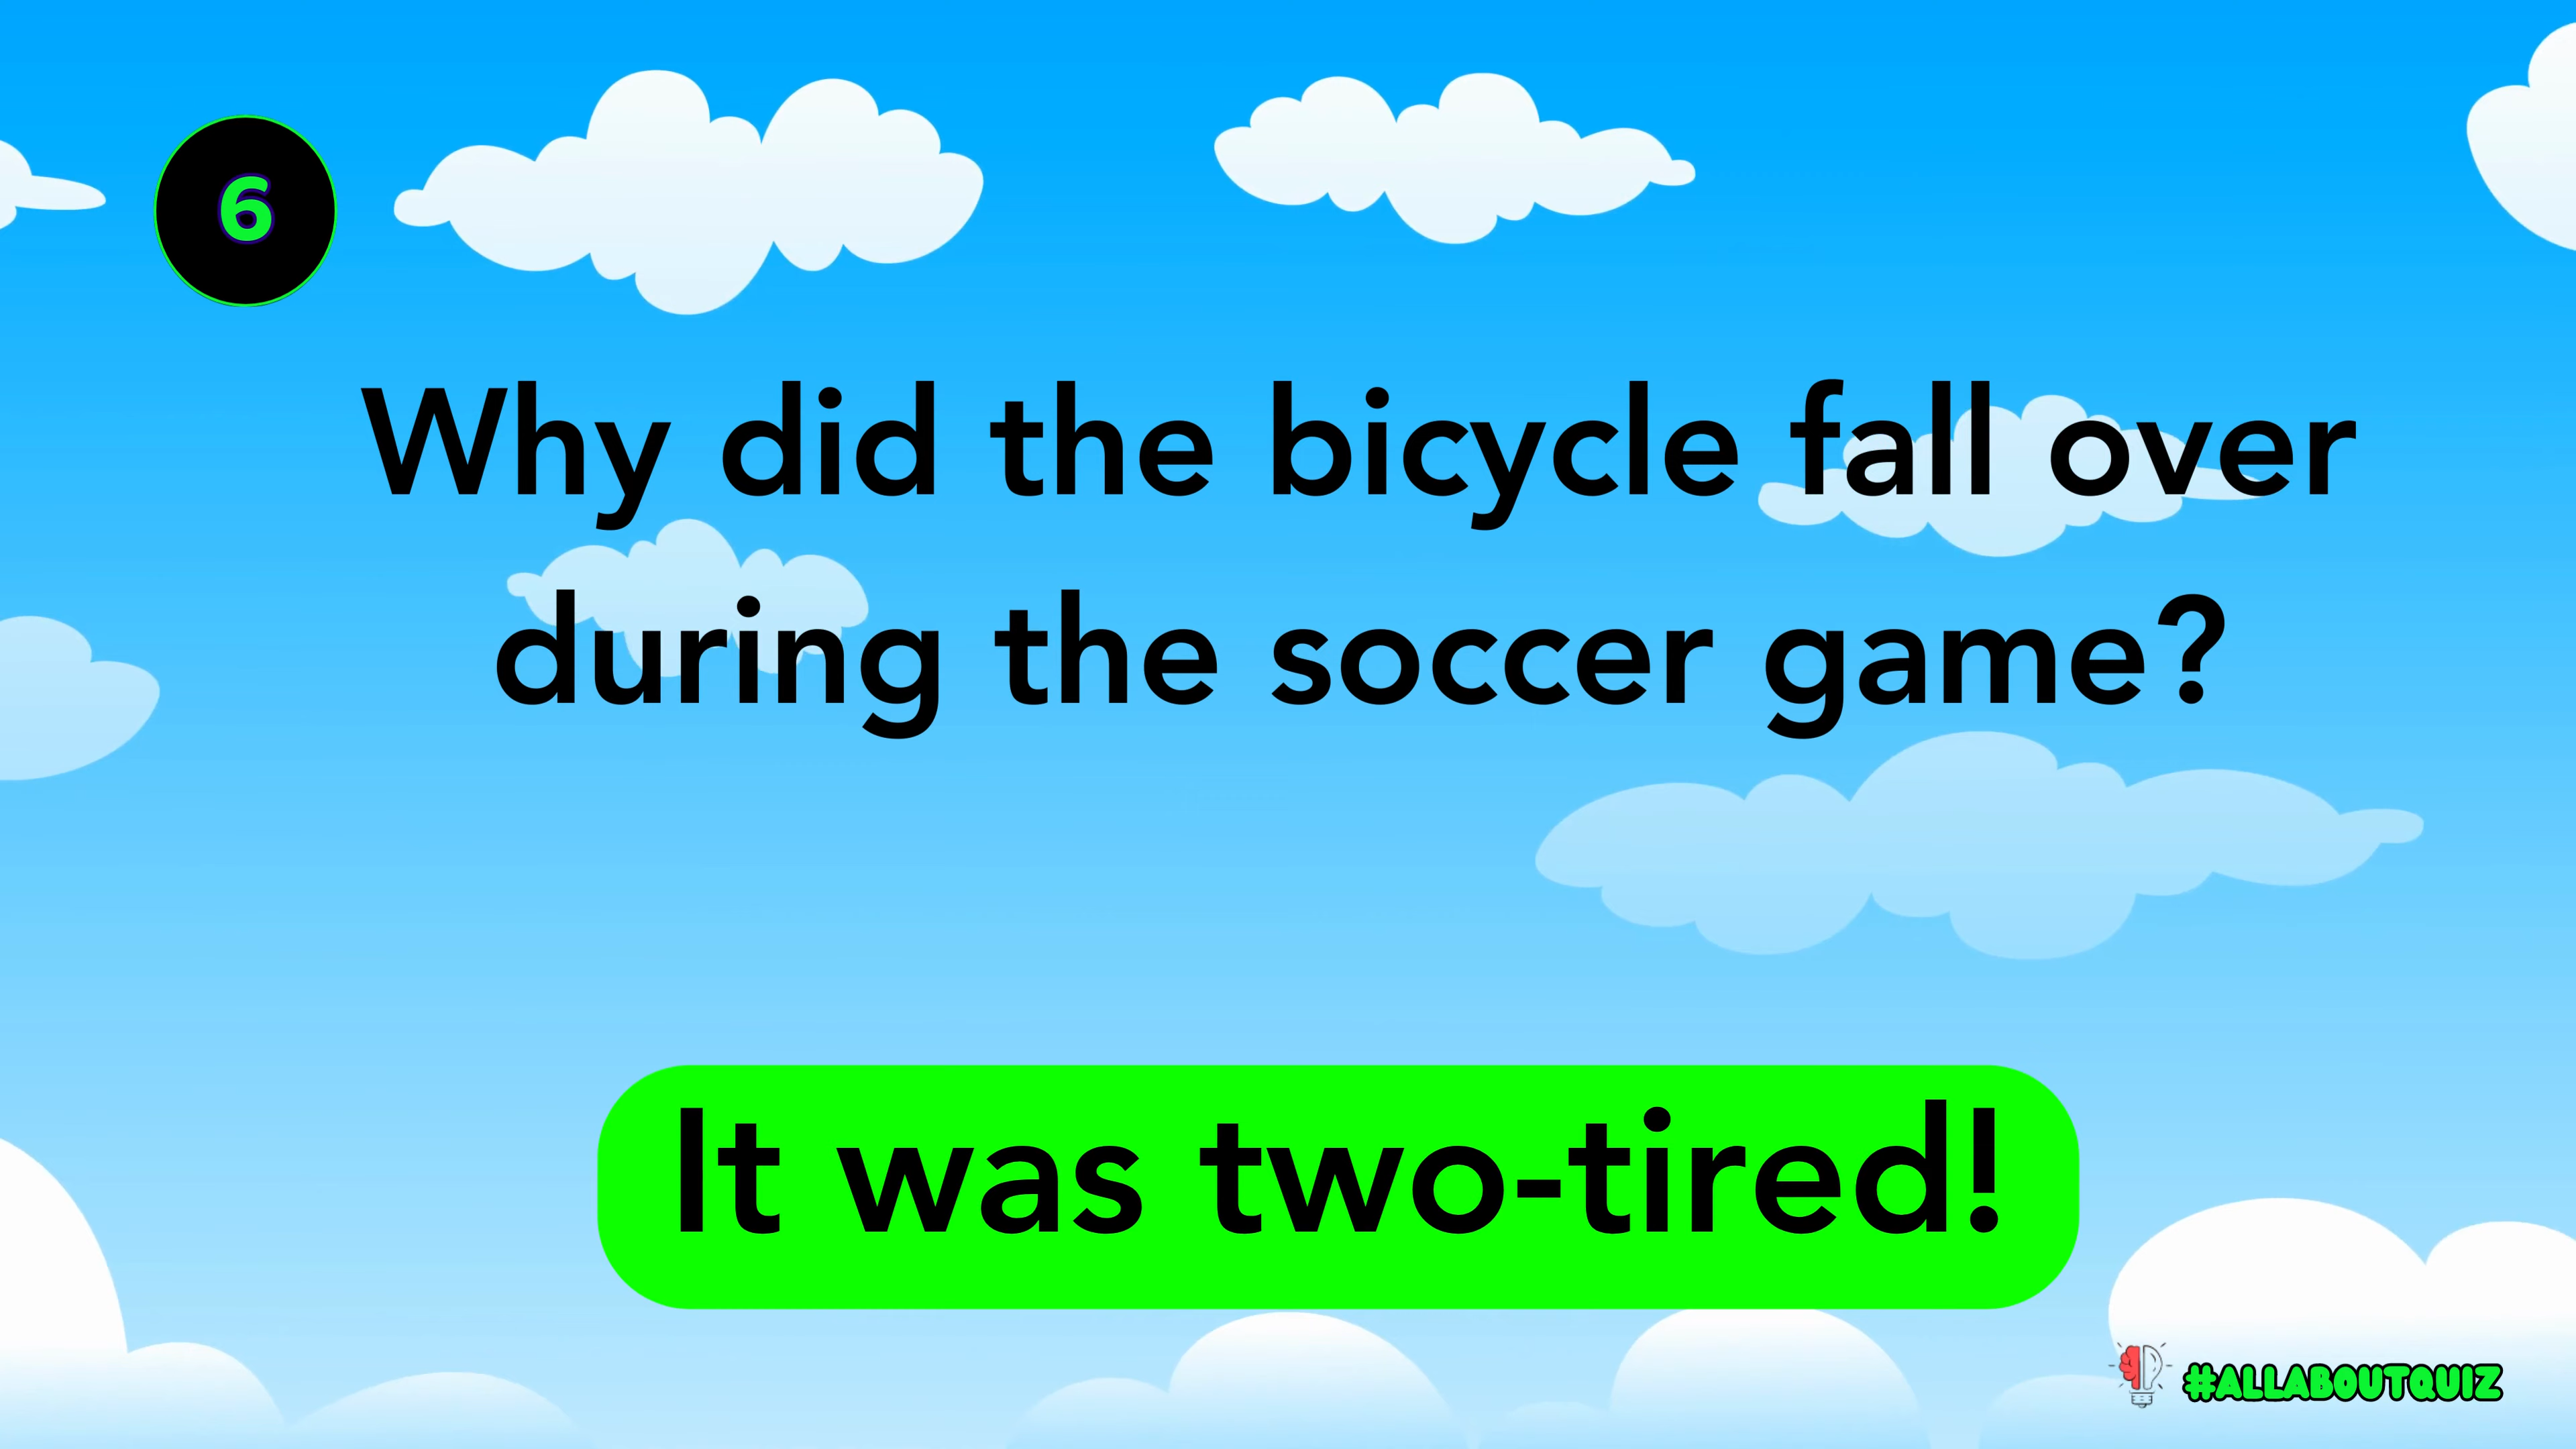 6
Why did the bicycle fall over
during the soccer game?
It was two-tired!
#ALLABOUTQUIZ